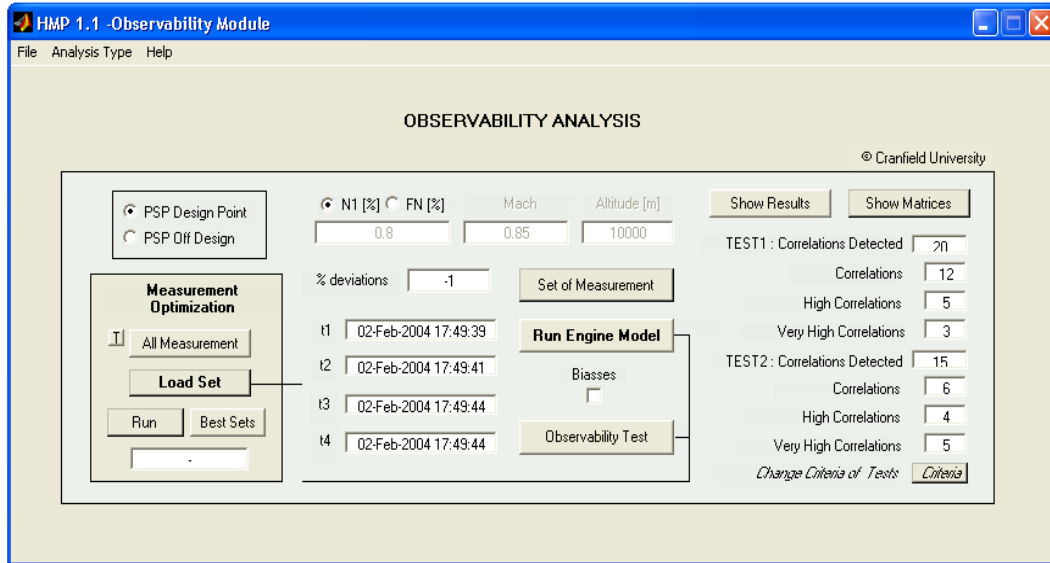 HMP 1.1 -Observability Module
File Analysis Type Help
OBSERVABILITY ANALYSIS
© Cranfield University
PSP Design Point
PSP Off Design
N1 [%] FN [%] Mach Altitude [m]
0.8 0.85 10000
% deviations -1
Set of Measurement
Measurement
Optimization
T All Measurement
Load Set
Run Best Sets
-
t1 02-Feb-2004 17:49:39
t2 02-Feb-2004 17:49:41
t3 02-Feb-2004 17:49:44
t4 02-Feb-2004 17:49:44
Run Engine Model
Biasses
Observability Test
Show Results Show Matrices
TEST1 : Correlations Detected 20
Correlations 12
High Correlations 5
Very High Correlations 3
TEST2 : Correlations Detected 15
Correlations 6
High Correlations 4
Very High Correlations 5
Change Criteria of Tests Criteria